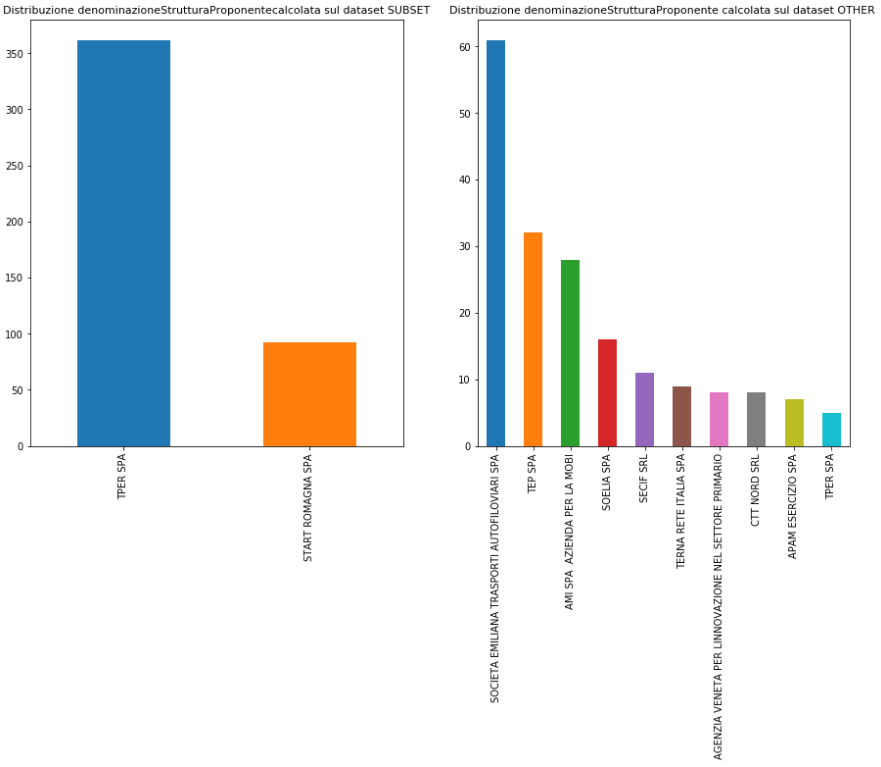 Distribuzione denominazioneStrutturaProponentecalcolata sul dataset SUBSET
350
300
250
200
150
100
50
0
TPER SPA
START ROMAGNA SPA
Distribuzione denominazioneStrutturaProponente calcolata sul dataset OTHER
60
50
40
30
20
10
0
SOCIETA EMILIANA TRASPORTI AUTOFILOVIARI SPA
TEP SPA
AMI SPA  AZIENDA PER LA MOBI
SOELIA SPA
SECIF SRL
TERNA RETE ITALIA SPA
AGENZIA VENETA PER LINNOVAZIONE NEL SETTORE PRIMARIO
CTT NORD SRL
APAM ESERCIZIO SPA
TPER SPA